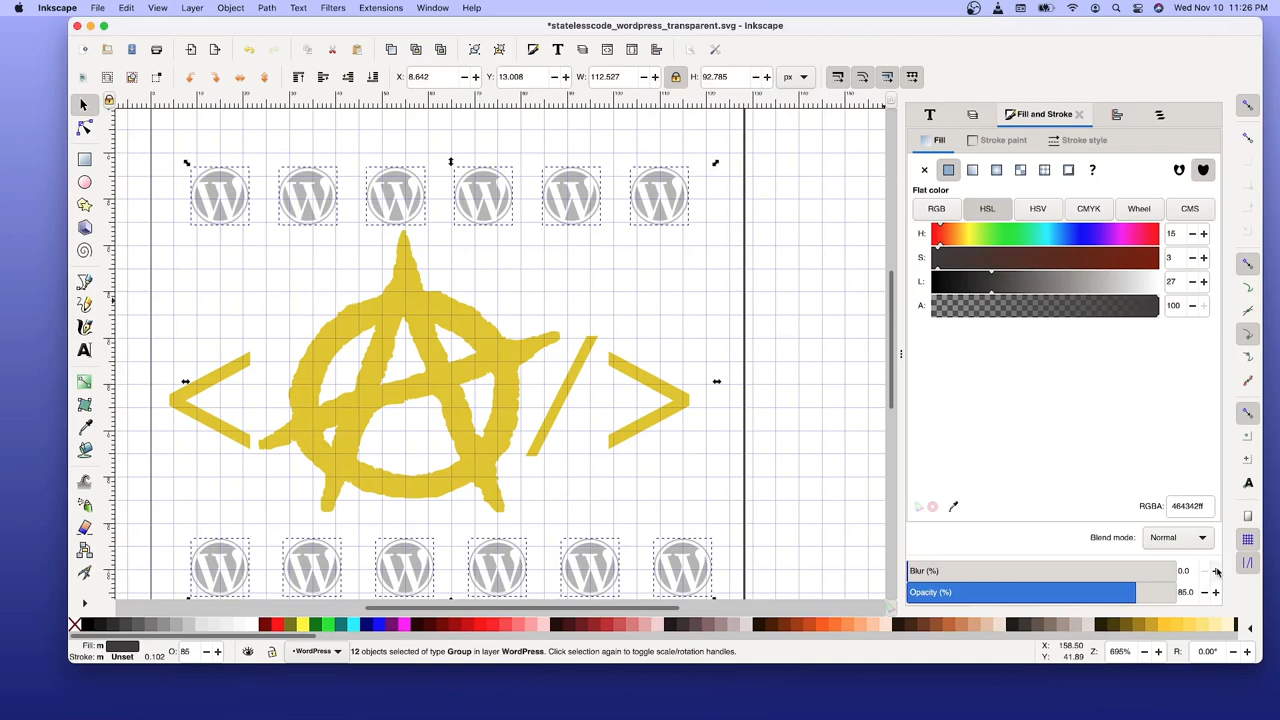 Inkscape File Edit View Layer Object Path Text Filters Extensions Window Help Wed Nov 10 11:26 PM
*statelesscode_wordpress_transparent.svg - Inkscape
X: 8.642 Y: 13.008 W: 112.527 H: 92.785 px
Fill and Stroke
Fill Stroke paint Stroke style
Flat color
RGB HSL HSV CMYK Wheel CMS
H: 15
S: 3
L: 27
A: 100
RGBA: 464342ff
Blend mode: Normal
Blur (%) 0.0
Opacity (%) 85.0
Fill: m O: 85 •WordPress 12 objects selected of type Group in layer WordPress. Click selection again to toggle scale/rotation handles. X: 158.50 Z: 695% R: 0.00°
Stroke: m Unset 0.102 Y: 41.89